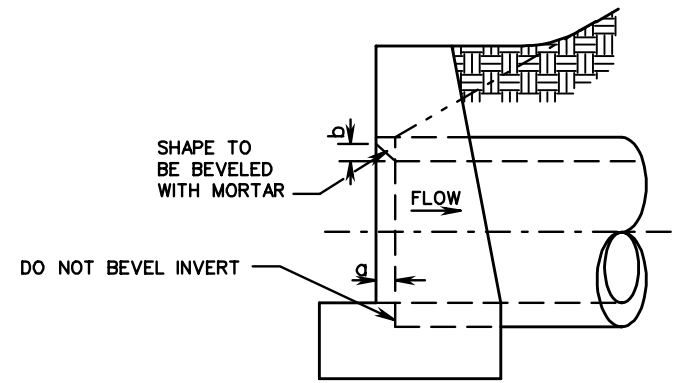 b
SHAPE TO
BE BEVELED
WITH MORTAR
FLOW
a
DO NOT BEVEL INVERT